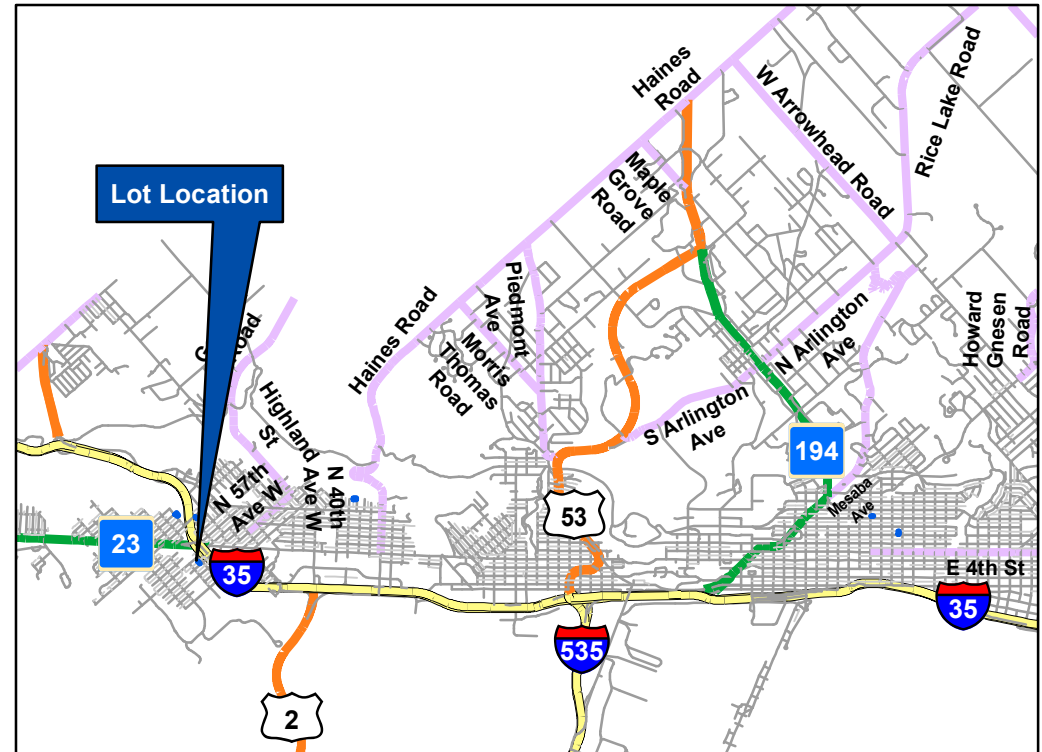 Haines
Road
W Arrowhead Road
Rice Lake Road
Lot Location
Maple
Grove
Road
Piedmont
Ave
Howard
Gnesen
Road
G
Road
Haines Road
Morris
Thomas
Road
N Arlington
Ave
Highland
St
S Arlington
Ave
N 57th
Ave W
Ave W
N 40th
194
Mesaba
Ave
53
23
35
E 4th St
35
535
2